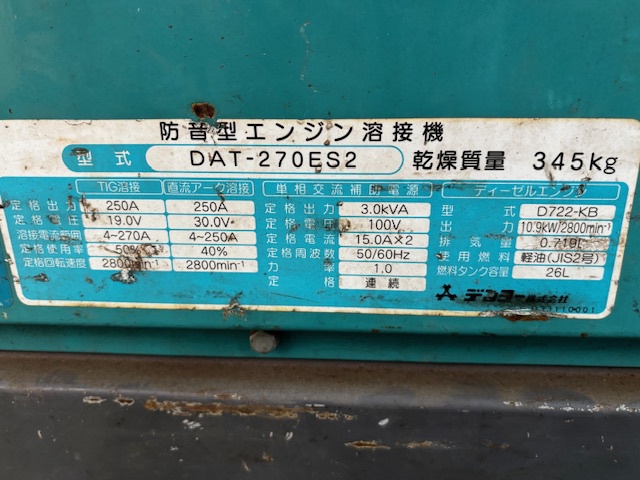 防音型エンジン溶接機
型式 DAT-270ES2 乾燥質量 345kg
TIG溶接 直流アーク溶接 単相交流補助電源 ディーゼルエンジン
定格出力 250A 250A 定格出力 3.0kVA 型式 D722-KB
定格電圧 19.0V 30.0V 定格電圧 100V 出力 10.9kW/2800min⁻¹
溶接電流範囲 4~270A 4~250A 定格電流 15.0A×2 排気量 0.719L
定格使用率 50% 40% 定格周波数 50/60Hz 使用燃料 軽油(JIS2号)
定格回転速度 2800min⁻¹ 2800min⁻¹ 力率 1.0 燃料タンク容量 26L
定格 連続
デンヨー株式会社